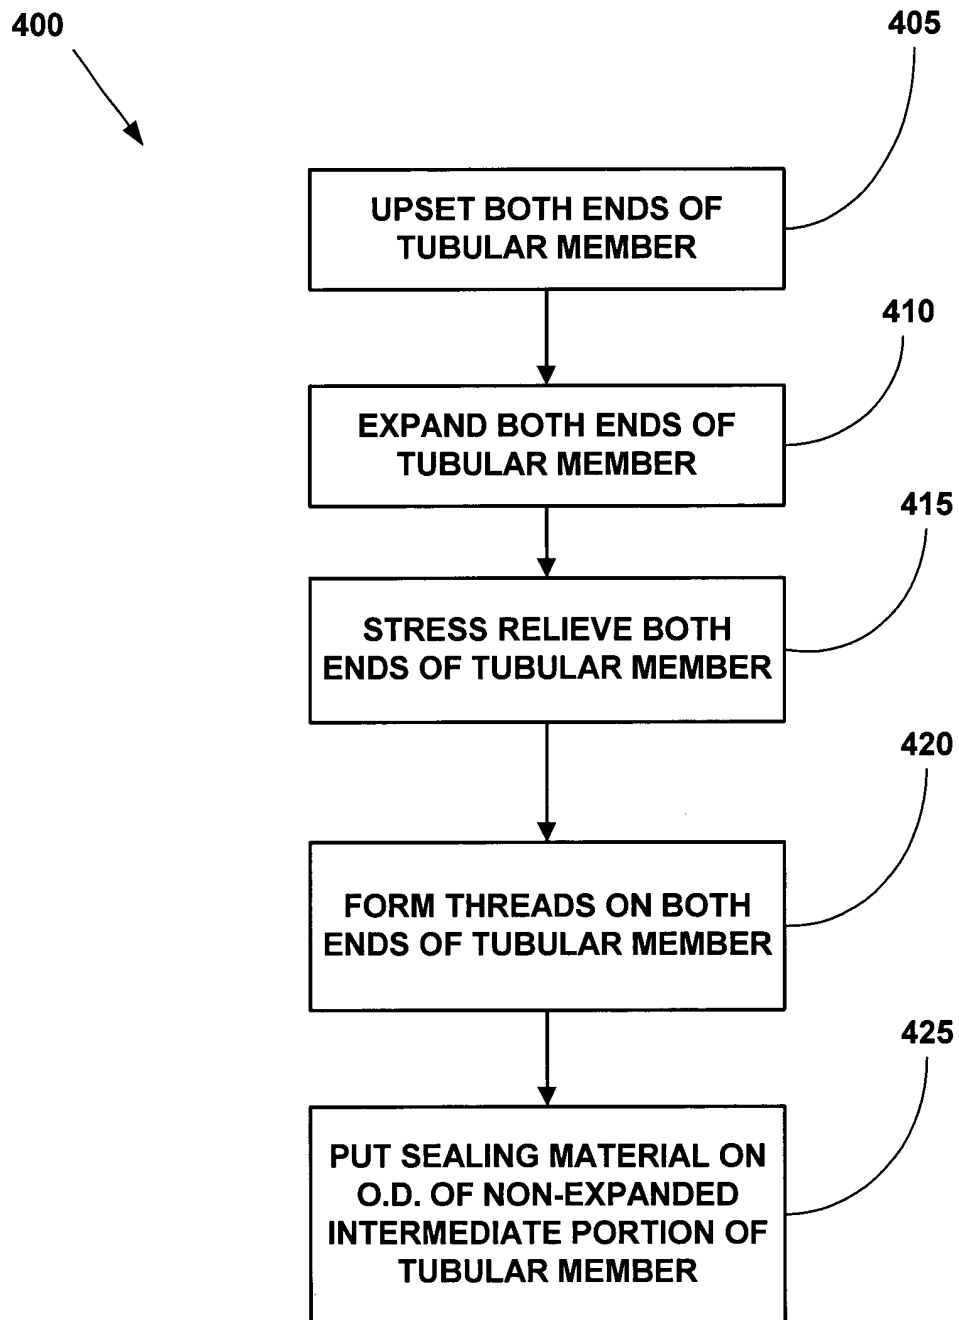 400
405
UPSET BOTH ENDS OF
TUBULAR MEMBER
410
EXPAND BOTH ENDS OF
TUBULAR MEMBER
415
STRESS RELIEVE BOTH
ENDS OF TUBULAR MEMBER
420
FORM THREADS ON BOTH
ENDS OF TUBULAR MEMBER
425
PUT SEALING MATERIAL ON
O.D. OF NON-EXPANDED
INTERMEDIATE PORTION OF
TUBULAR MEMBER